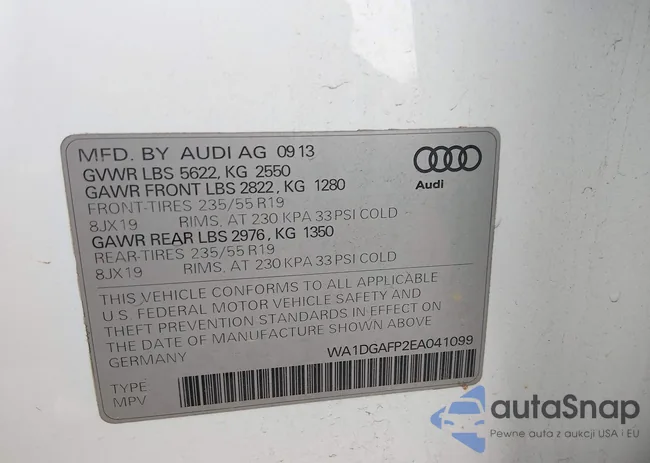 MFD. BY AUDI AG 09 13
GVWR LBS 5622, KG 2550
GAWR FRONT LBS 2822, KG 1280
FRONT-TIRES 235/55 R19
8JX19 RIMS, AT 230 KPA 33 PSI COLD
GAWR REAR LBS 2976, KG 1350
REAR-TIRES 235/55 R19
8JX19 RIMS, AT 230 KPA 33 PSI COLD
Audi
THIS VEHICLE CONFORMS TO ALL APPLICABLE
U.S. FEDERAL MOTOR VEHICLE SAFETY AND
THEFT PREVENTION STANDARDS IN EFFECT ON
THE DATE OF MANUFACTURE SHOWN ABOVE.
GERMANY WA1DGAFP2EA041099
TYPE
MPV
autaSnap
Pewne auta z aukcji USA i EU